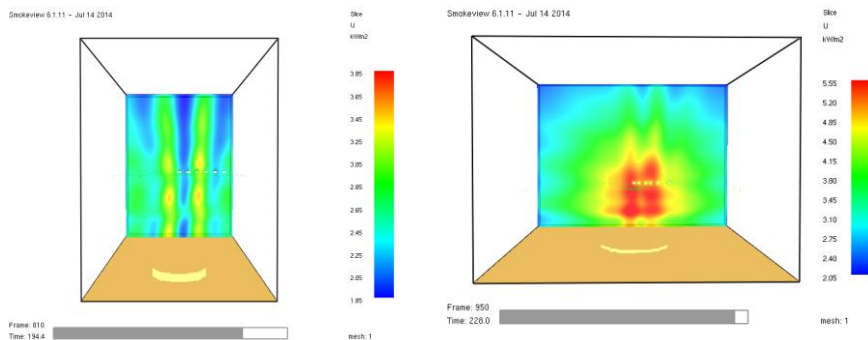 Smokeview 6.1.11 - Jul 14 2014
Slice
U
kW/m2
3.85
3.65
3.45
3.25
3.05
2.85
2.65
2.45
2.25
2.05
1.85
Frame: 810
Time: 194.4
mesh: 1
Smokeview 6.1.11 - Jul 14 2014
Slice
U
kW/m2
5.55
5.20
4.85
4.50
4.15
3.80
3.45
3.10
2.75
2.40
2.05
Frame: 950
Time: 228.0
mesh: 1